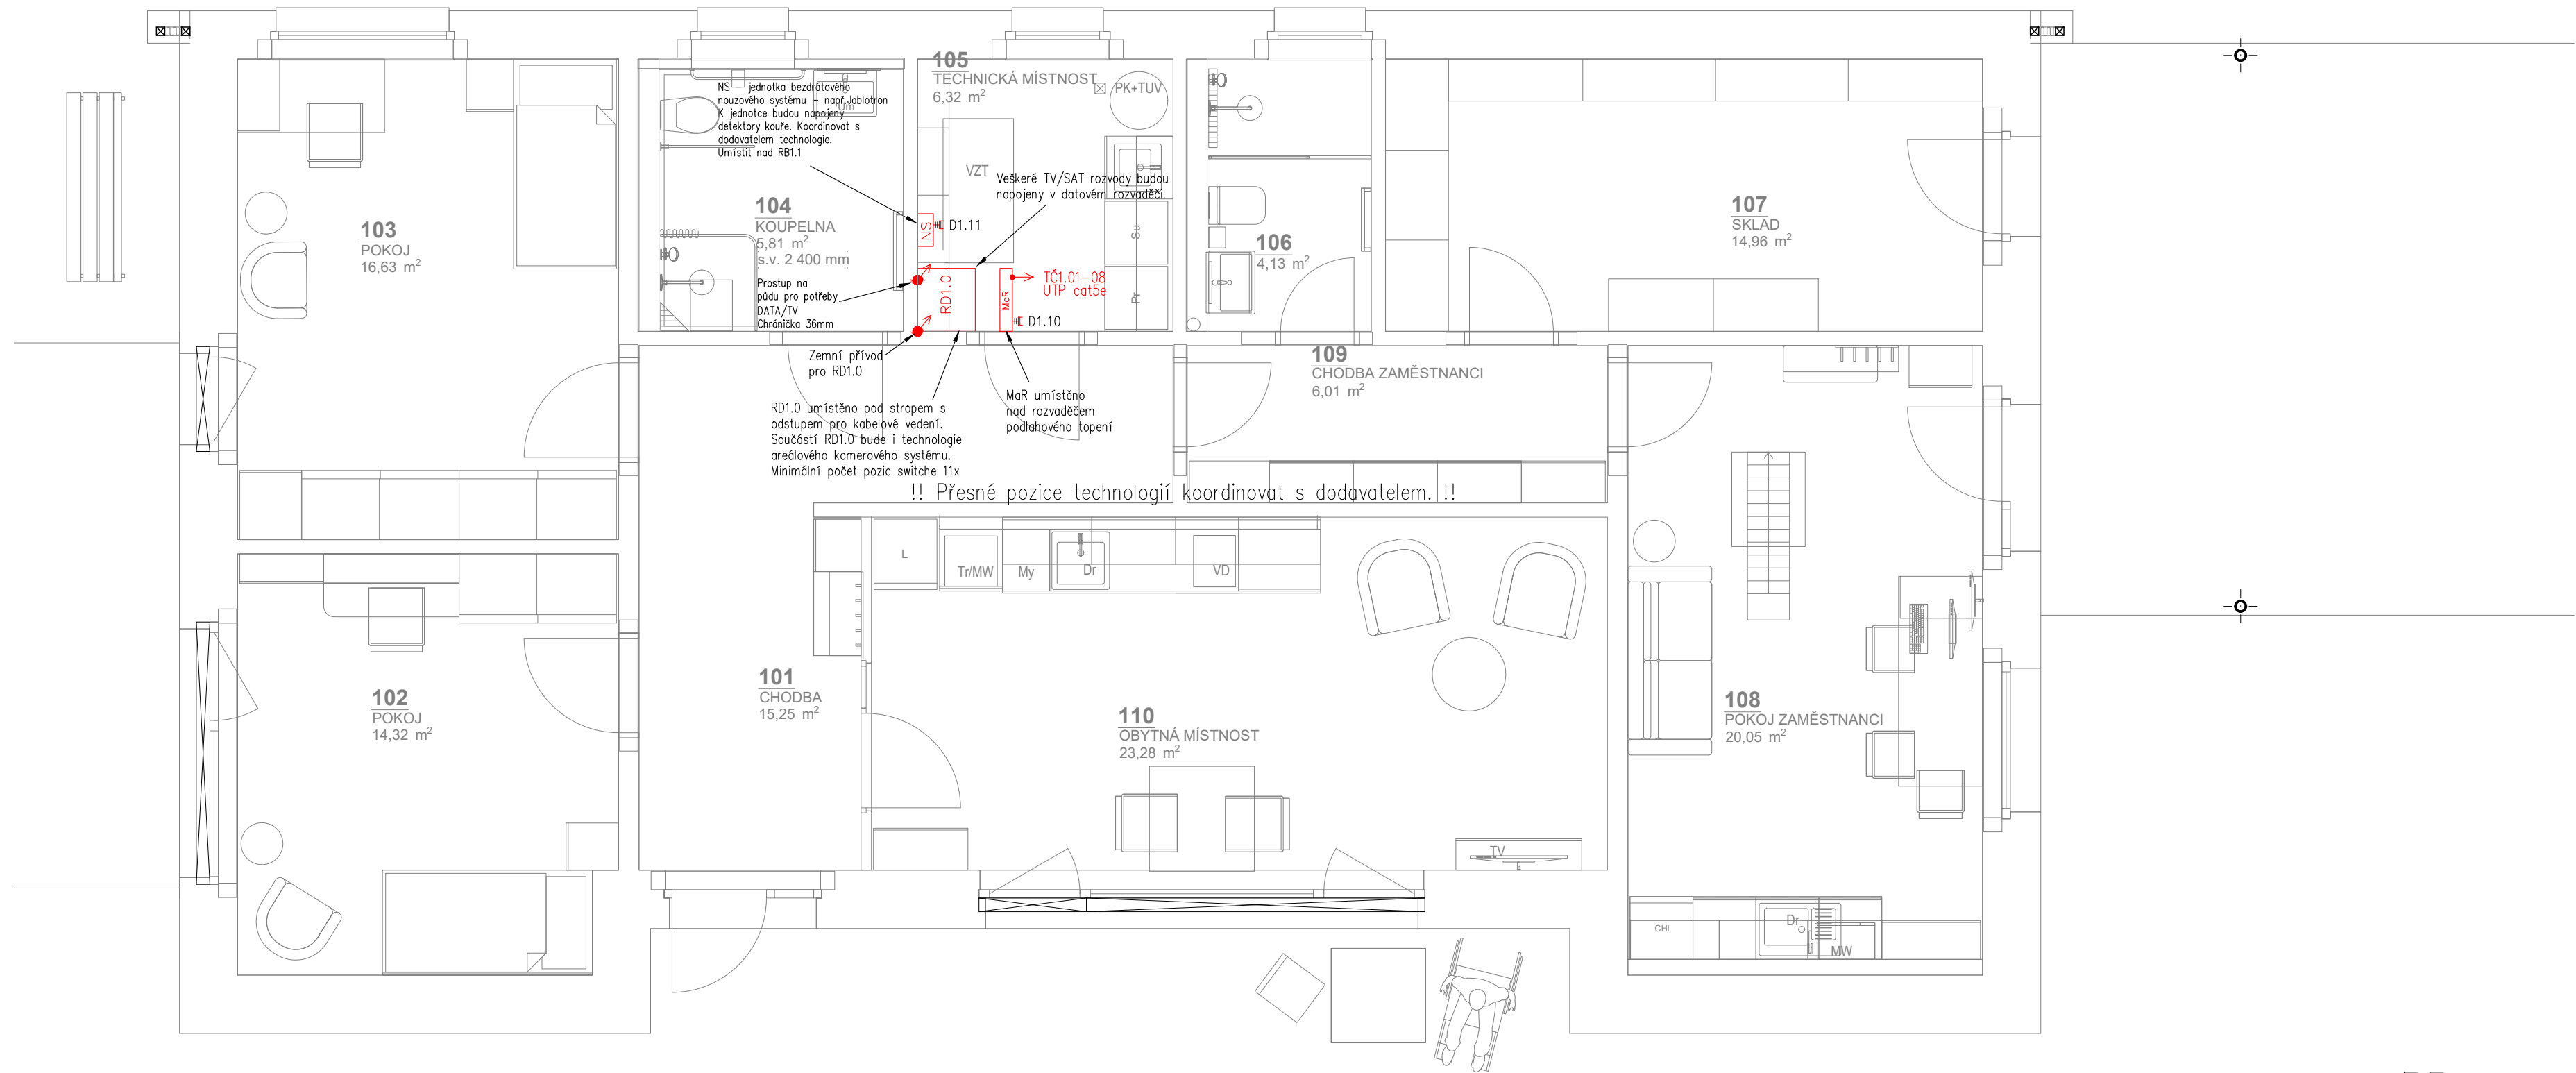 105
TECHNICKÁ MÍSTNOST
6,32 m²
PK+TUV
NS – jednotka bezdrátového
nouzového systému – např.Jablotron
K jednotce budou napojeny
detektory kouře. Koordinovat s
dodavatelem technologie.
Umístit nad RB1.1
Um
VZT
Veškeré TV/SAT rozvody budou
napojeny v datovém rozvaděči.
103
POKOJ
16,63 m²
104
KOUPELNA
5,81 m²
s.v. 2 400 mm
NS
D1.11
Su
106
4,13 m²
107
SKLAD
14,96 m²
Prostup na
půdu pro potřeby
DATA/TV
Chránička 36mm
RD1.0
MaR
TČ1.01-08
UTP cat5e
D1.10
Pr
Zemní přívod
pro RD1.0
109
CHODBA ZAMĚSTNANCI
6,01 m²
RD1.0 umístěno pod stropem s
odstupem pro kabelové vedení.
Součástí RD1.0 bude i technologie
areálového kamerového systému.
Minimální počet pozic switche 11x
MaR umístěno
nad rozvaděčem
podlahového topení
!! Přesné pozice technologií koordinovat s dodavatelem. !!
L
Tr/MW
My
Dr
VD
102
POKOJ
14,32 m²
101
CHODBA
15,25 m²
110
OBYTNÁ MÍSTNOST
23,28 m²
108
POKOJ ZAMĚSTNANCI
20,05 m²
TV
CHI
Dr
MW